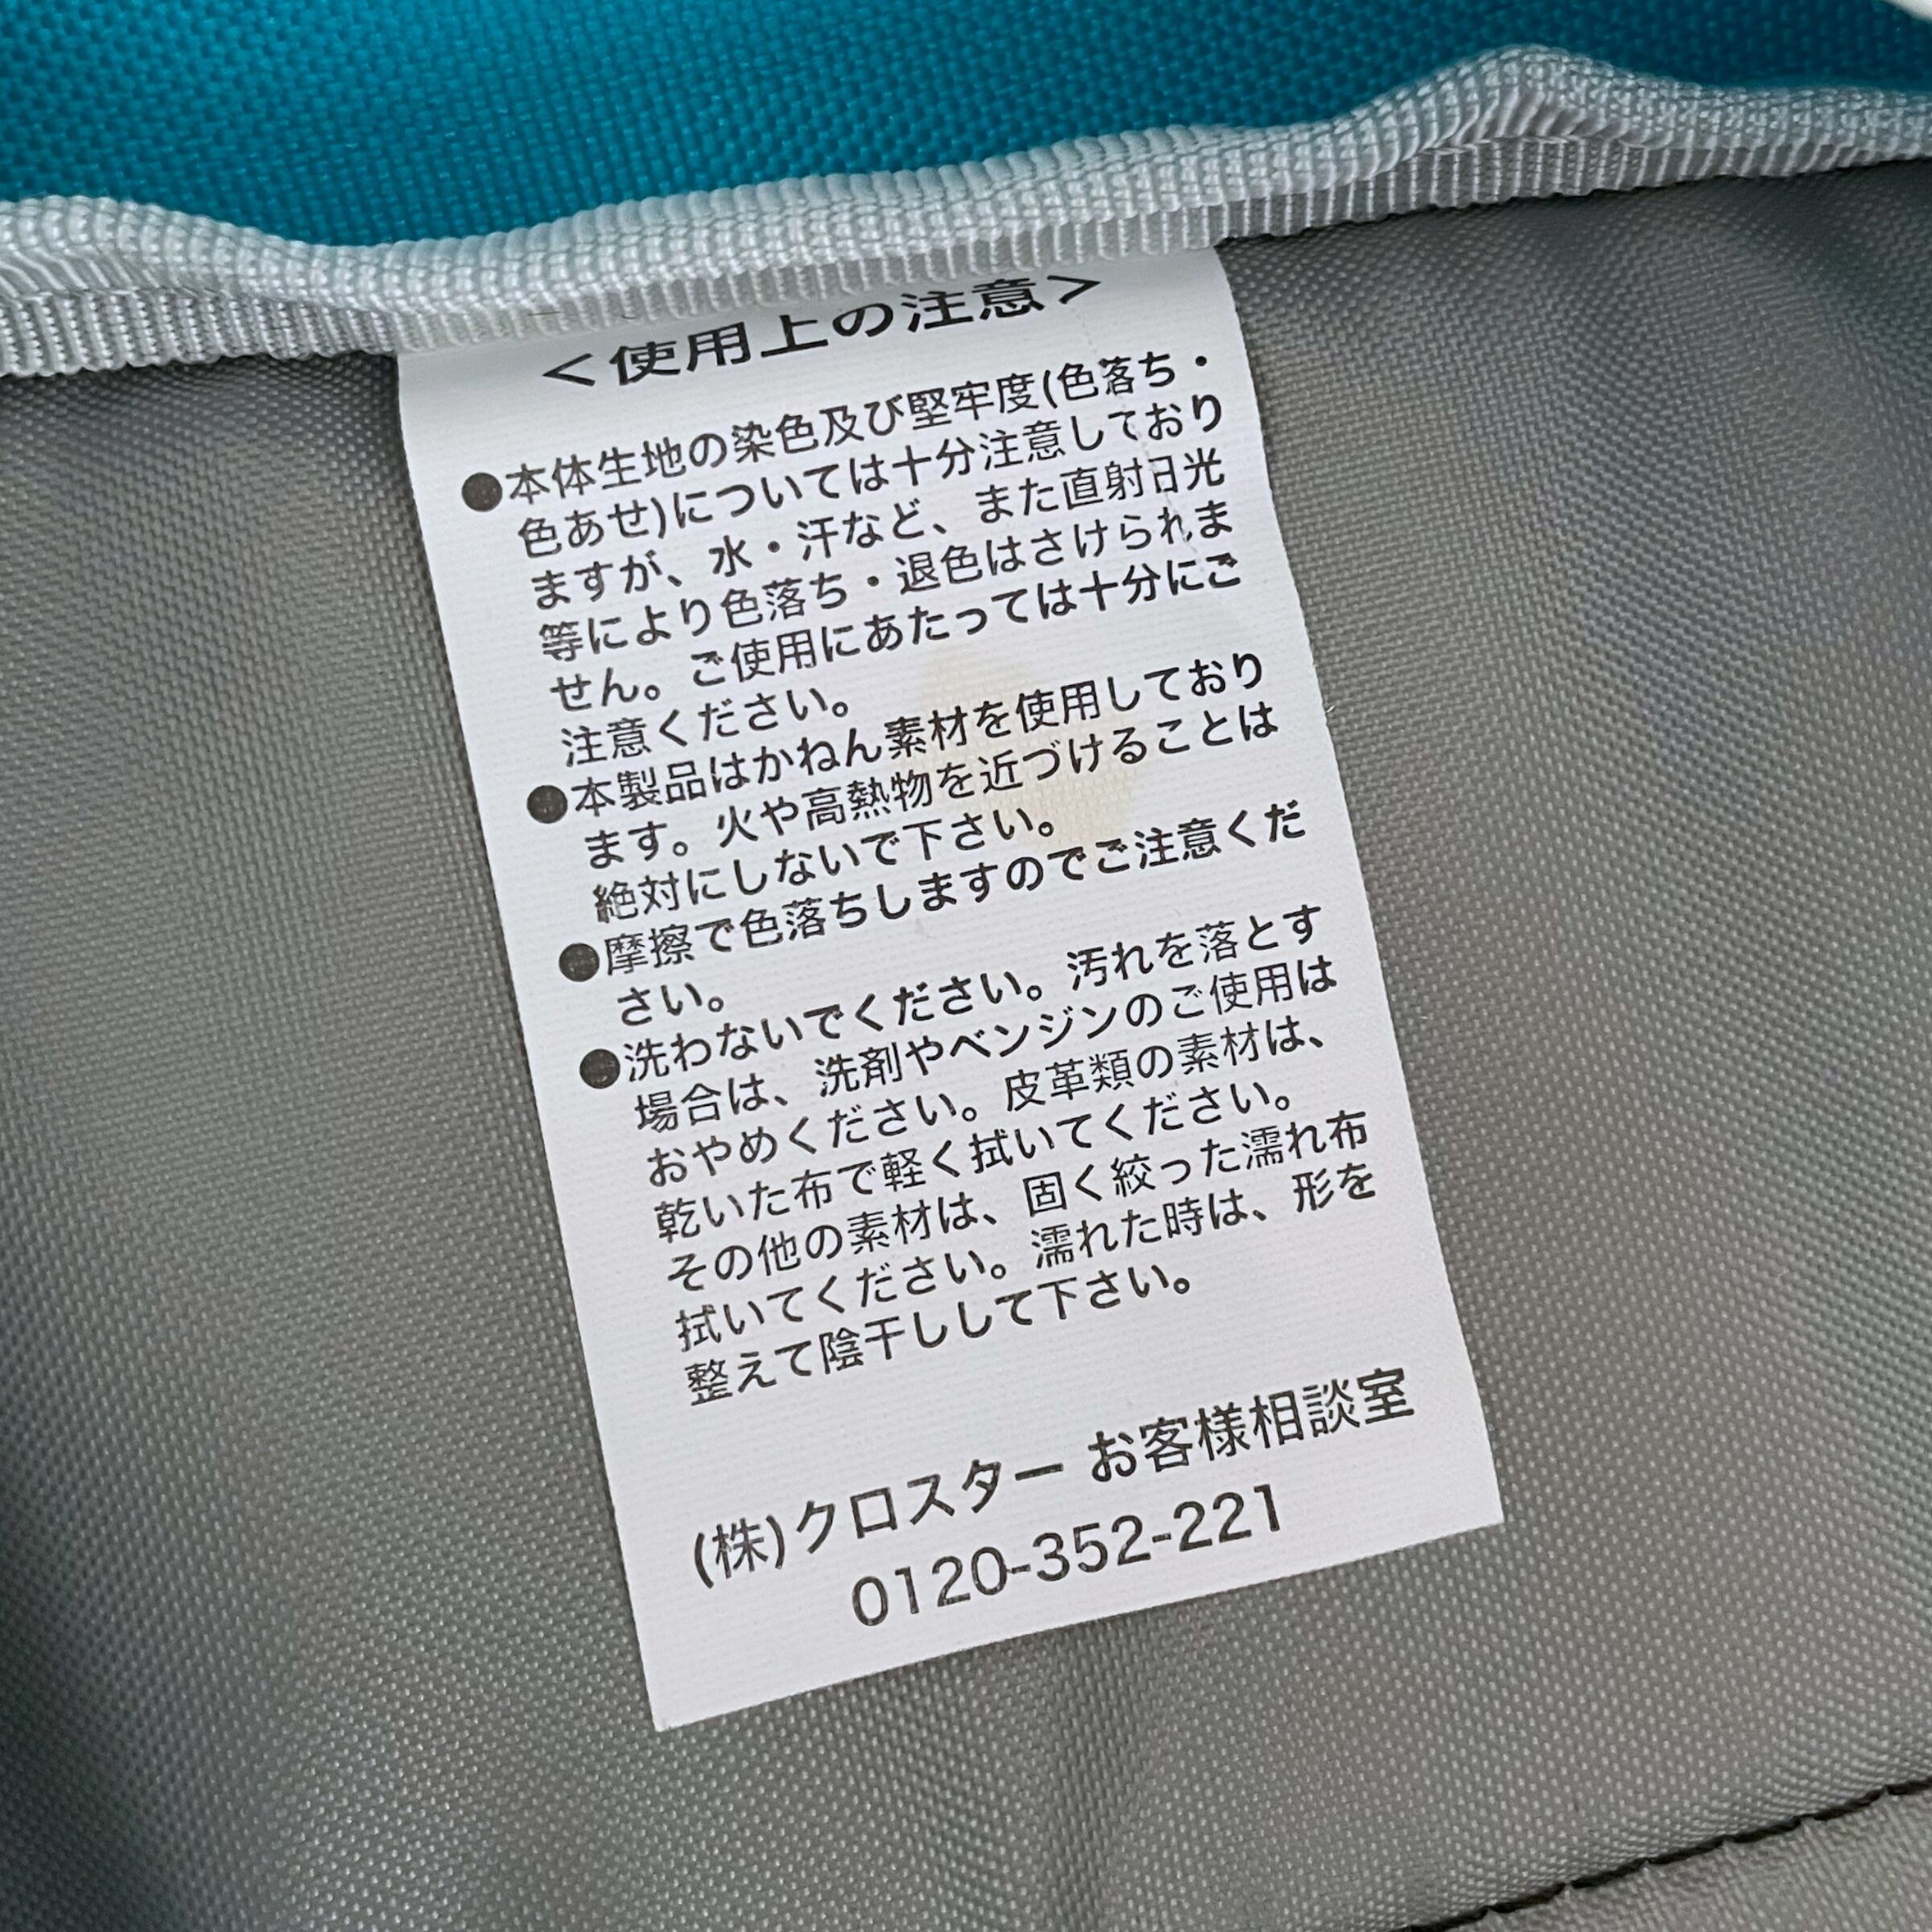 <使用上の注意>
●本体生地の染色及び堅牢度(色落ち・
色あせ)については十分注意しており
ますが、水・汗など、また直射日光
等により色落ち・退色はさけられま
せん。ご使用にあたっては十分にご
注意ください。
●本製品はかねん素材を使用しており
ます。火や高熱物を近づけることは
絶対にしないで下さい。
●摩擦で色落ちしますのでご注意くだ
さい。
●洗わないでください。汚れを落とす
場合は、洗剤やベンジンのご使用は
おやめください。皮革類の素材は、
乾いた布で軽く拭いてください。
その他の素材は、固く絞った濡れ布
拭いてください。濡れた時は、形を
整えて陰干しして下さい。
(株)クロスター お客様相談室
0120-352-221